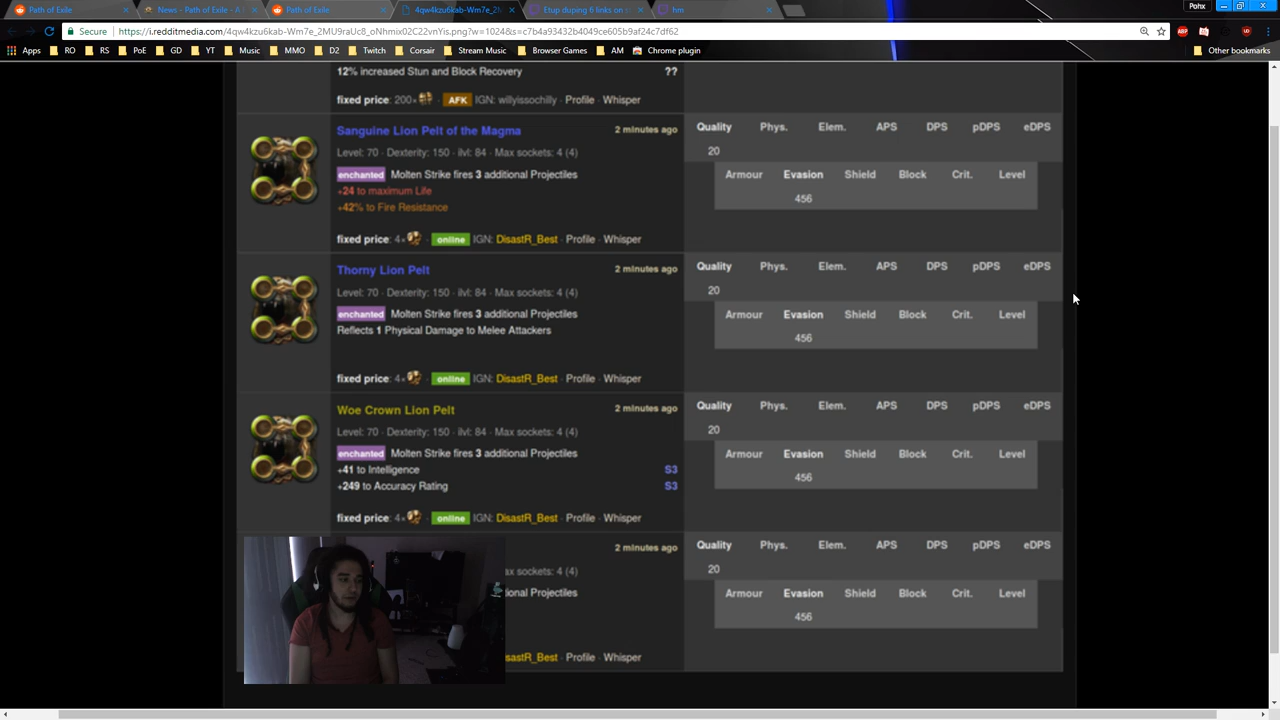 Path of Exile
News - Path of Exile - A F
Path of Exile
4qw4kzu6kab-Wm7e_2M
Etup duping 6 links on
hm
Pohx
Secure
https://i.redditmedia.com/4qw4kzu6kab-Wm7e_2MU9raUc8_oNhmix02C22vnYis.png?w=1024&s=c7b4a93432b4049ce605b9af24c7df62
Apps RO RS PoE GD YT Music MMO D2 Twitch Corsair Stream Music Browser Games AM Chrome plugin Other bookmarks
12% increased Stun and Block Recovery ??
fixed price: 200× · AFK IGN: willyissochilly · Profile · Whisper
Sanguine Lion Pelt of the Magma 2 minutes ago
Level: 70 · Dexterity: 150 · ilvl: 84 · Max sockets: 4 (4)
enchanted Molten Strike fires 3 additional Projectiles
+24 to maximum Life
+42% to Fire Resistance
fixed price: 4× · online IGN: DisastR_Best · Profile · Whisper
Quality Phys. Elem. APS DPS pDPS eDPS
20
Armour Evasion Shield Block Crit. Level
456
Thorny Lion Pelt 2 minutes ago
Level: 70 · Dexterity: 150 · ilvl: 84 · Max sockets: 4 (4)
enchanted Molten Strike fires 3 additional Projectiles
Reflects 1 Physical Damage to Melee Attackers
fixed price: 4× · online IGN: DisastR_Best · Profile · Whisper
Quality Phys. Elem. APS DPS pDPS eDPS
20
Armour Evasion Shield Block Crit. Level
456
Woe Crown Lion Pelt 2 minutes ago
Level: 70 · Dexterity: 150 · ilvl: 84 · Max sockets: 4 (4)
enchanted Molten Strike fires 3 additional Projectiles
+41 to Intelligence S3
+249 to Accuracy Rating S3
fixed price: 4× · online IGN: DisastR_Best · Profile · Whisper
Quality Phys. Elem. APS DPS pDPS eDPS
20
Armour Evasion Shield Block Crit. Level
456
2 minutes ago
ax sockets: 4 (4)
onal Projectiles
sastR_Best · Profile · Whisper
Quality Phys. Elem. APS DPS pDPS eDPS
20
Armour Evasion Shield Block Crit. Level
456